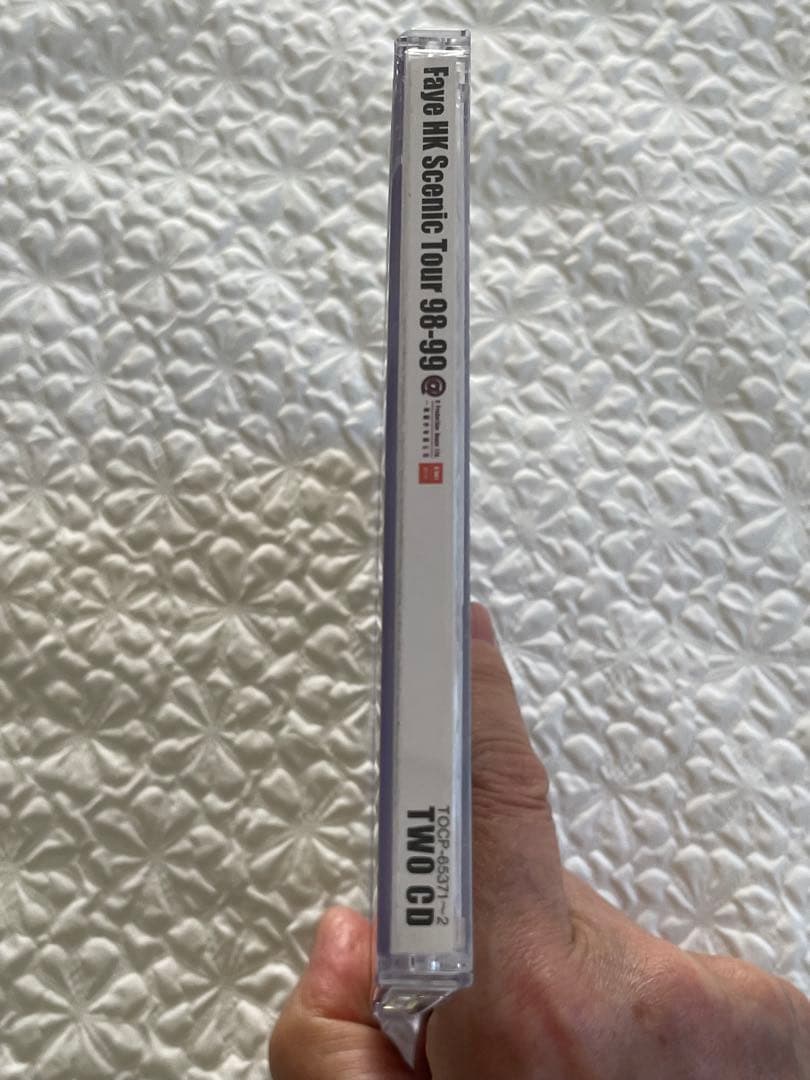 Faye HK Scenic Tour 98-99
@
TOCP-65371~2
TWO CD